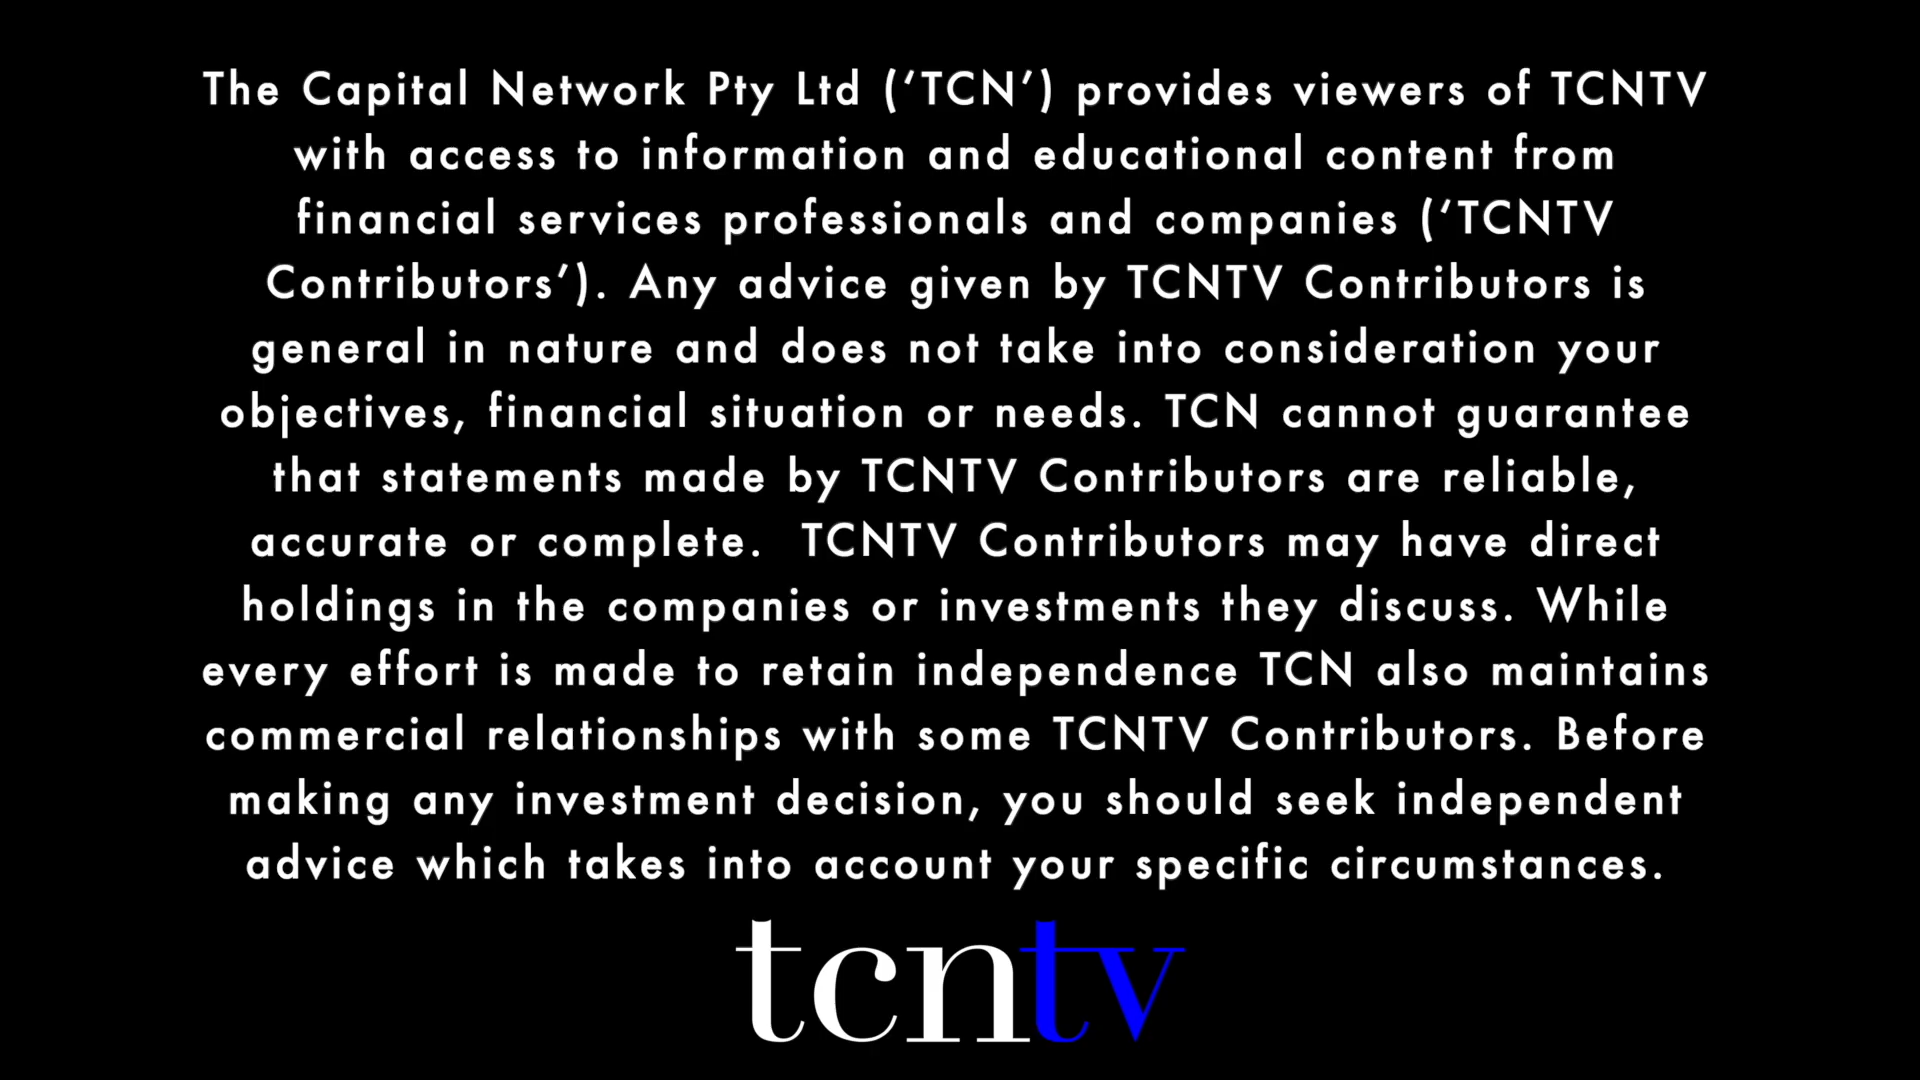 The Capital Network Pty Ltd (‘TCN’) provides viewers of TCNTV
with access to information and educational content from
financial services professionals and companies (‘TCNTV
Contributors’). Any advice given by TCNTV Contributors is
general in nature and does not take into consideration your
objectives, financial situation or needs. TCN cannot guarantee
that statements made by TCNTV Contributors are reliable,
accurate or complete.  TCNTV Contributors may have direct
holdings in the companies or investments they discuss. While
every effort is made to retain independence TCN also maintains
commercial relationships with some TCNTV Contributors. Before
making any investment decision, you should seek independent
advice which takes into account your specific circumstances.
tcntv